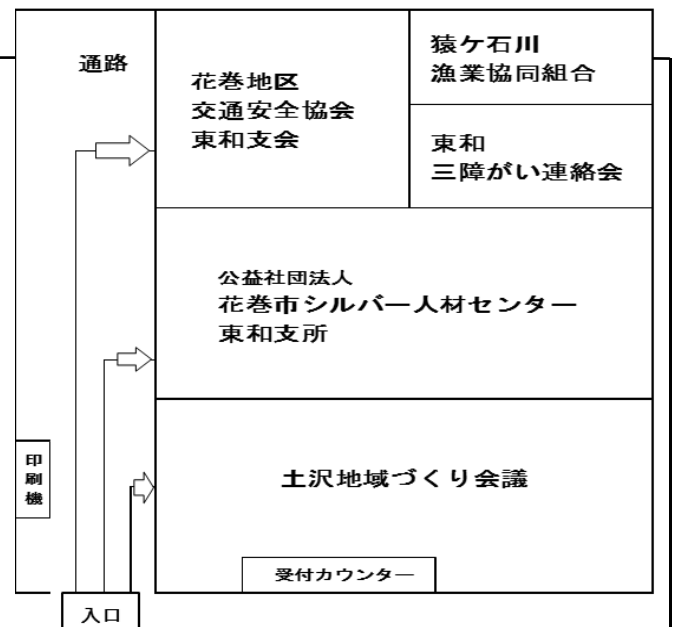 通路
花巻地区
交通安全協会
東和支会
猿ケ石川
漁業協同組合
東和
三障がい連絡会
公益社団法人
花巻市シルバー人材センター
東和支所
印刷機
土沢地域づくり会議
受付カウンター
入口